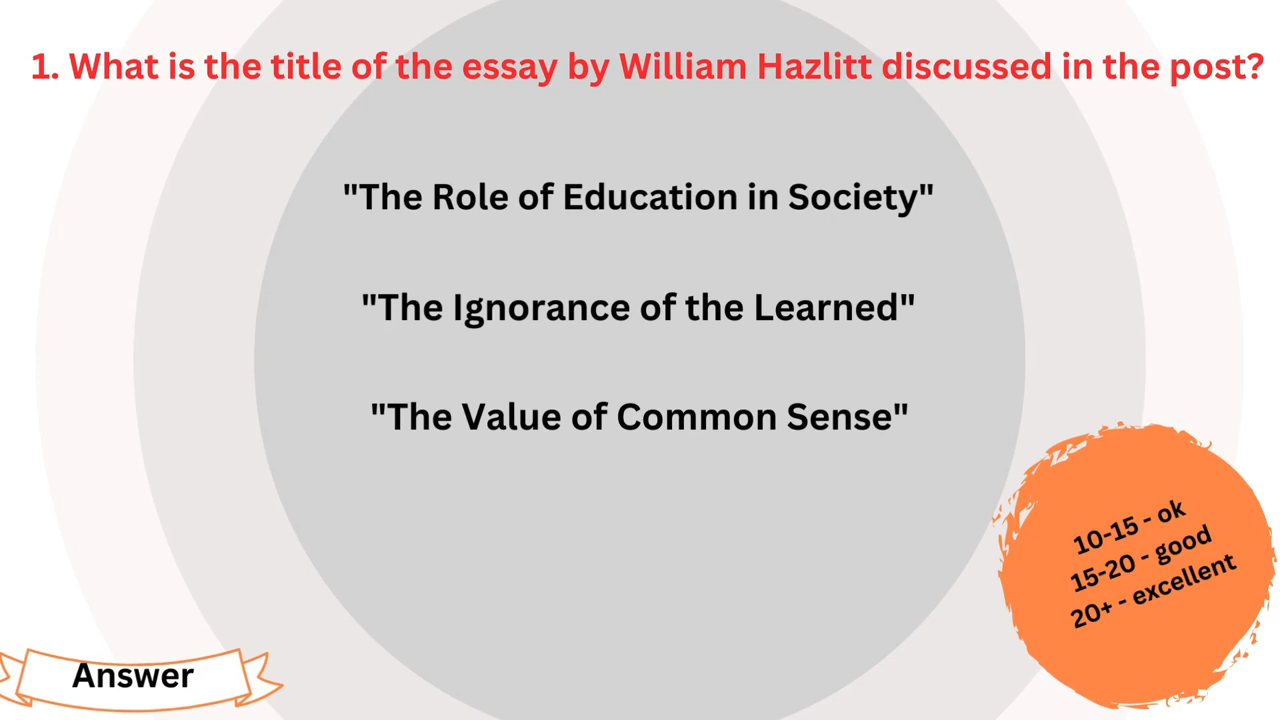 1. What is the title of the essay by William Hazlitt discussed in the post?
"The Role of Education in Society"
"The Ignorance of the Learned"
"The Value of Common Sense"
10-15 - ok
15-20 - good
20+ - excellent
Answer